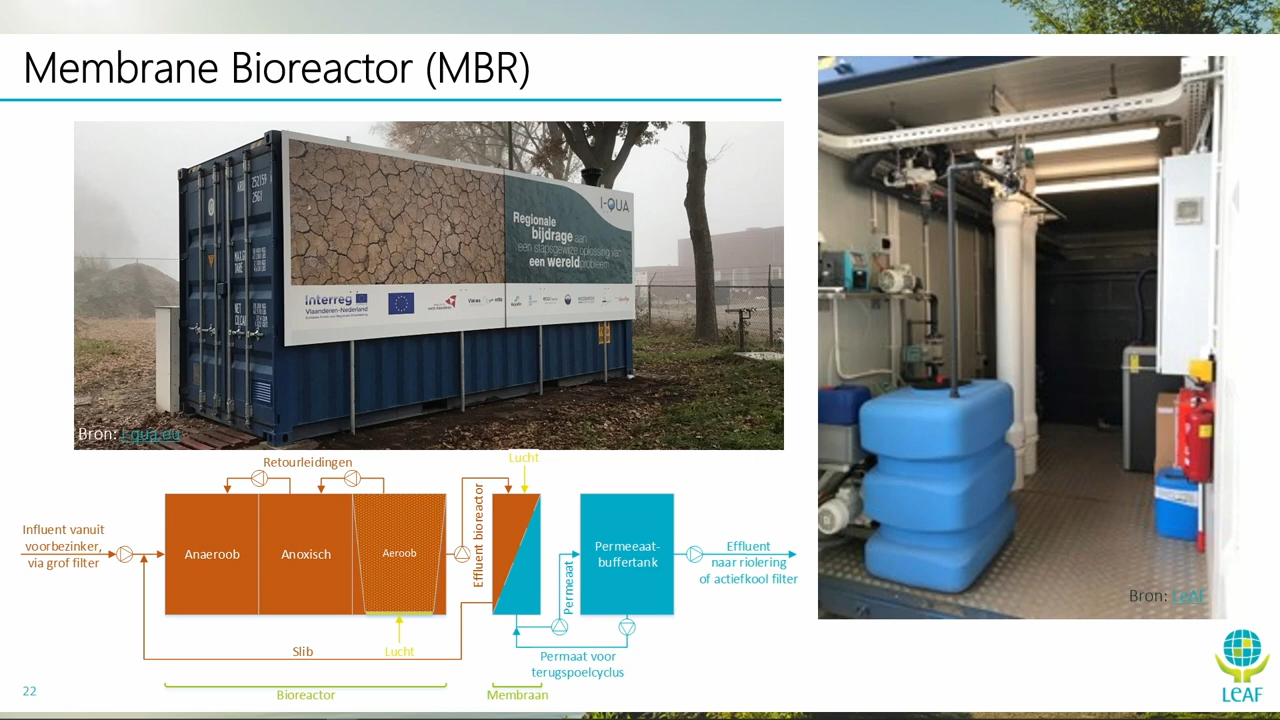 Membrane Bioreactor (MBR)
I-QUA
Regionale
bijdrage aan
een stapsgewijze oplossing van
een wereldprobleem
Interreg
Vlaanderen-Nederland
Bron: I-qua.eu
Bron: LeAF
Retourleidingen
Lucht
Influent vanuit
voorbezinker,
via grof filter
Anaeroob
Anoxisch
Aeroob
Effluent bioreactor
Permeaat
Permeeaat-
buffertank
Effluent
naar riolering
of actiefkool filter
Slib
Lucht
Permaat voor
terugspoelcyclus
Bioreactor
Membraan
22
LeAF